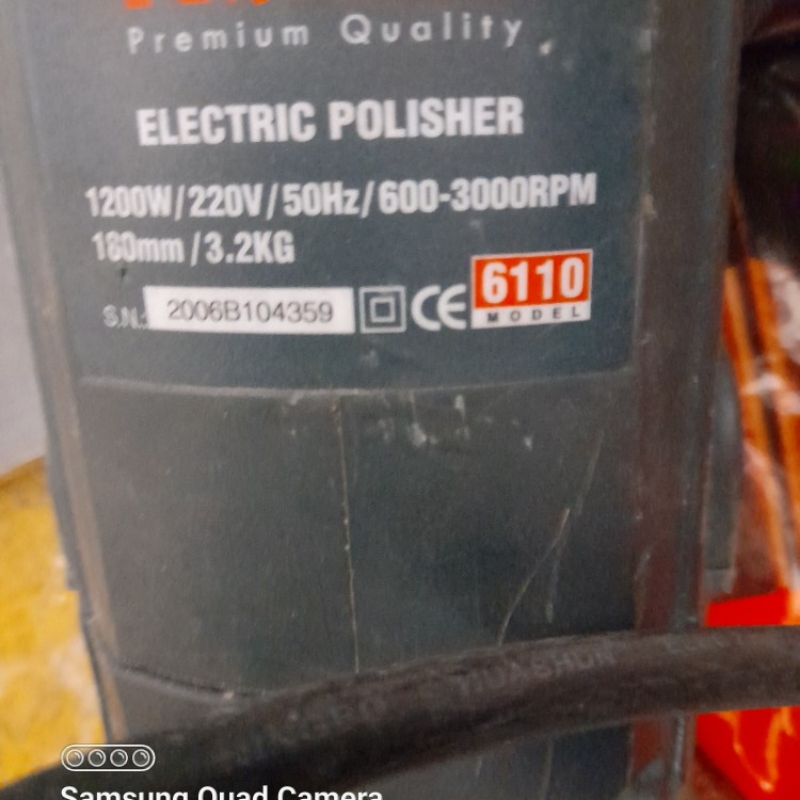 Premium Quality
ELECTRIC POLISHER
1200W/220V/50Hz/600-3000RPM
180mm/3.2KG
S.N.: 2006B104359 CE 6110
MODEL
Samsung Quad Camera